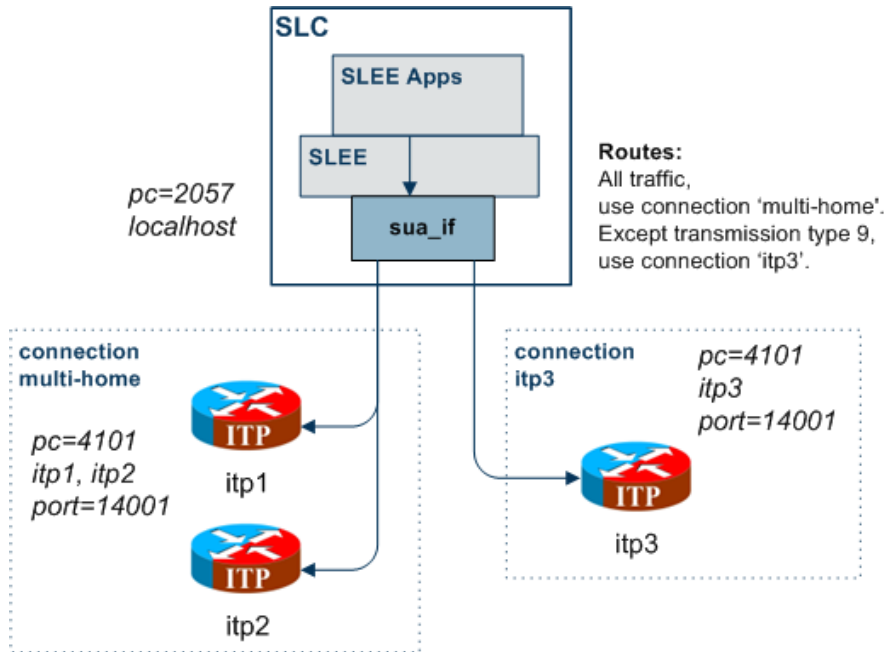 SLC
SLEE Apps
SLEE
sua_if
pc=2057
localhost
Routes:
All traffic,
use connection ‘multi-home’.
Except transmission type 9,
use connection ‘itp3’.
connection
multi-home
pc=4101
itp1, itp2
port=14001
ITP
itp1
ITP
itp2
connection
itp3
pc=4101
itp3
port=14001
ITP
itp3